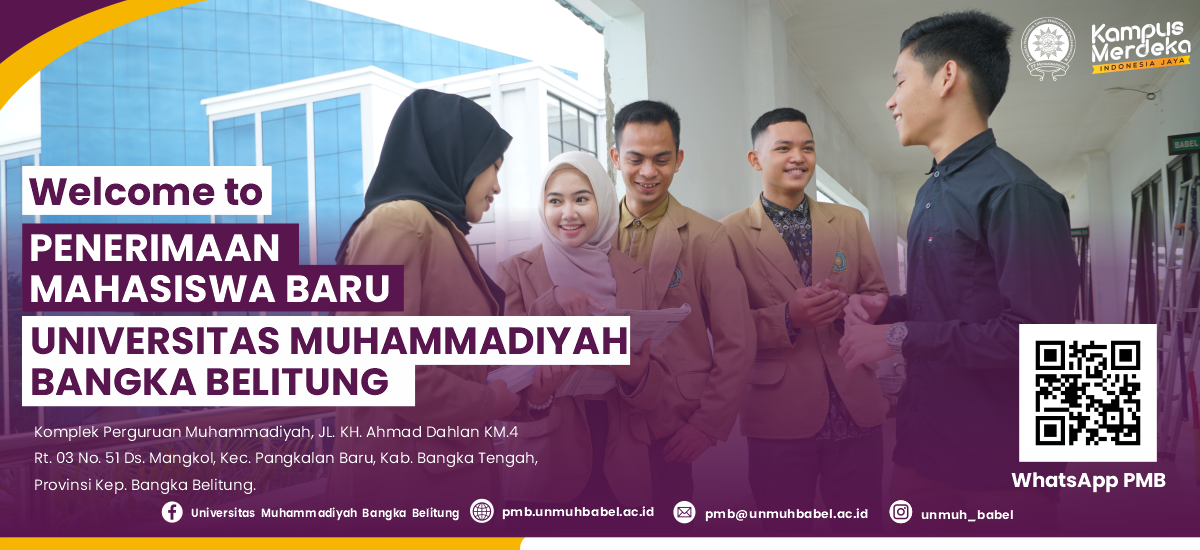 Kampus
Merdeka
INDONESIA JAYA
BABEL
Welcome to
PENERIMAAN
MAHASISWA BARU
UNIVERSITAS MUHAMMADIYAH
BANGKA BELITUNG
Komplek Perguruan Muhammadiyah, JL. KH. Ahmad Dahlan KM.4
Rt. 03 No. 51 Ds. Mangkol, Kec. Pangkalan Baru, Kab. Bangka Tengah,
Provinsi Kep. Bangka Belitung.
WhatsApp PMB
Universitas Muhammadiyah Bangka Belitung
pmb.unmuhbabel.ac.id
pmb@unmuhbabel.ac.id
unmuh_babel